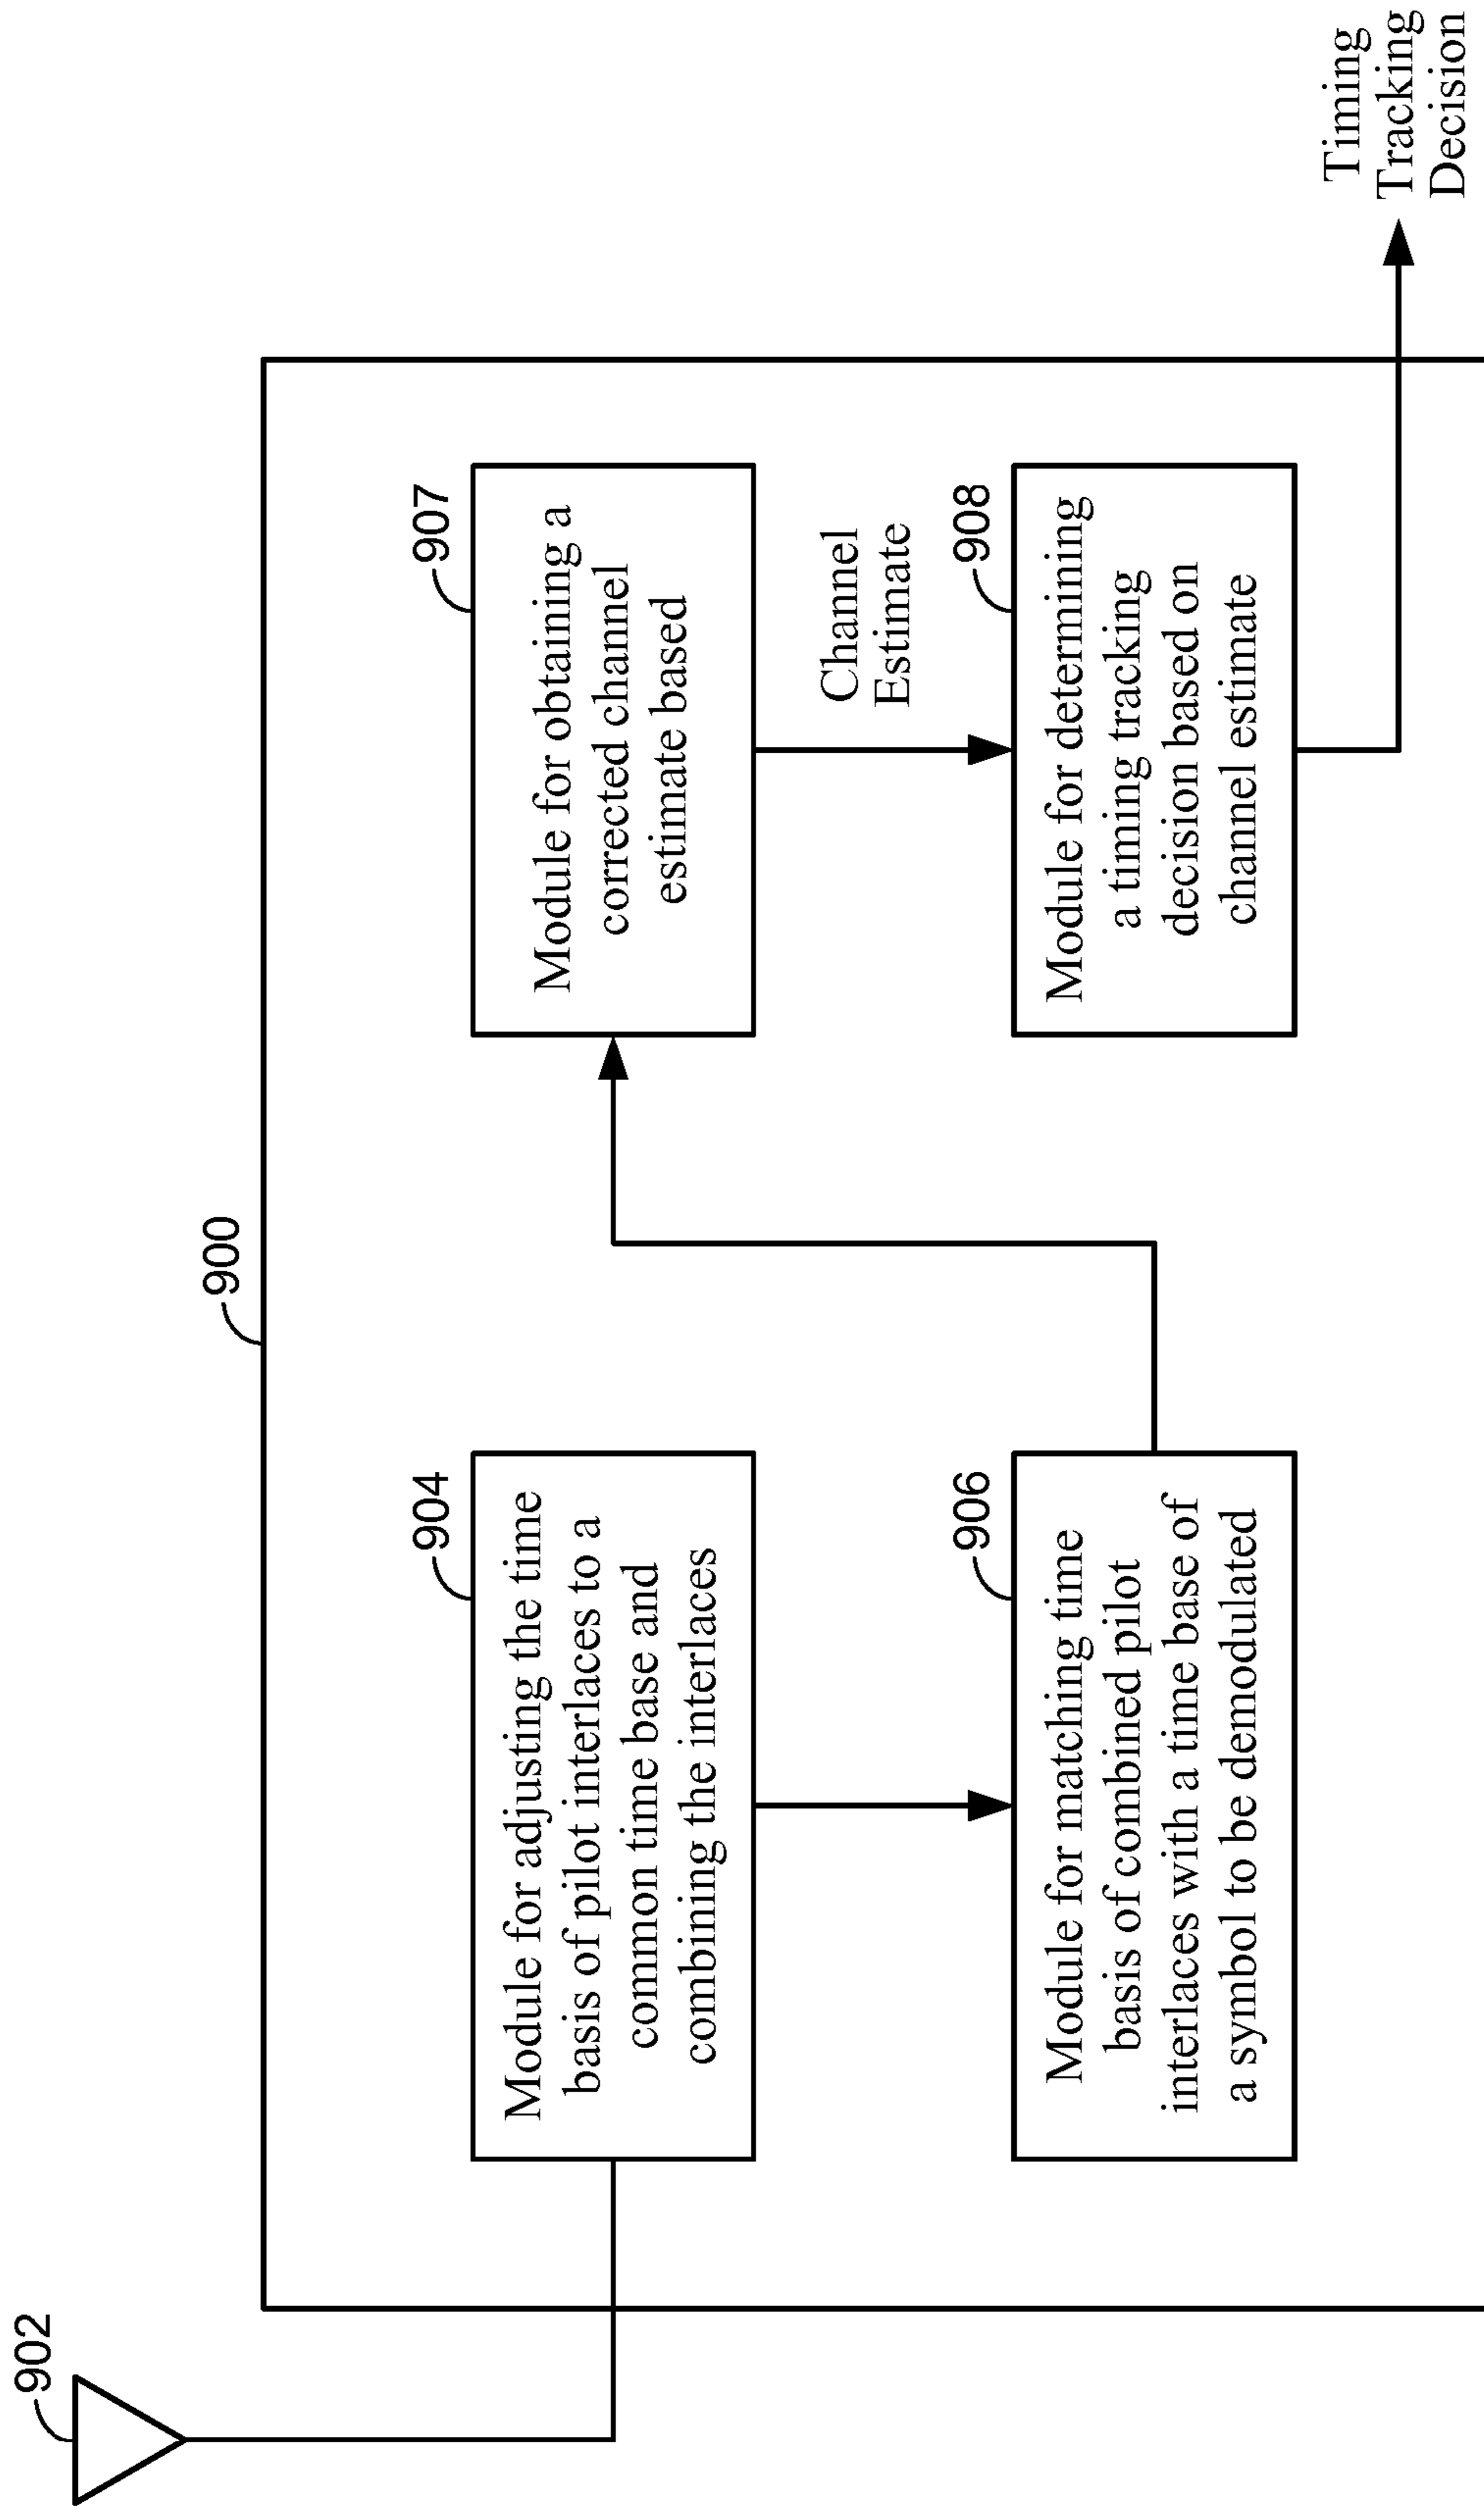 902
900
904
Module for adjusting the time
basis of pilot interlaces to a
common time base and
combining the interlaces
906
Module for matching time
basis of combined pilot
interlaces with a time base of
a symbol to be demodulated
907
Module for obtaining a
corrected channel
estimate based
Channel
Estimate
908
Module for determining
a timing tracking
decision based on
channel estimate
Timing
Tracking
Decision